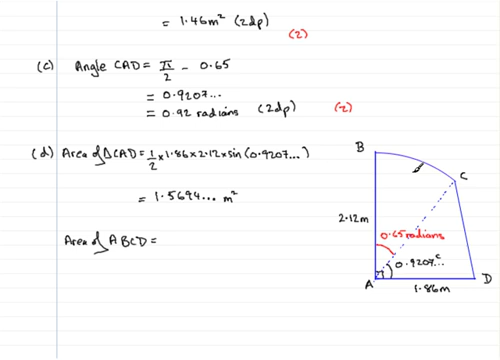 = 1.46m² (2dp)
(2)
(c) Angle CAD = π/2 - 0.65
= 0.9207...
= 0.92 radians (2dp)
(2)
(d) Area of ΔCAD = 1/2 × 1.86 × 2.12 × sin(0.9207...)
= 1.5694... m²
Area of ABCD =
B
C
2.12m
0.65 radians
0.9207...ᶜ
A
D
1.86m